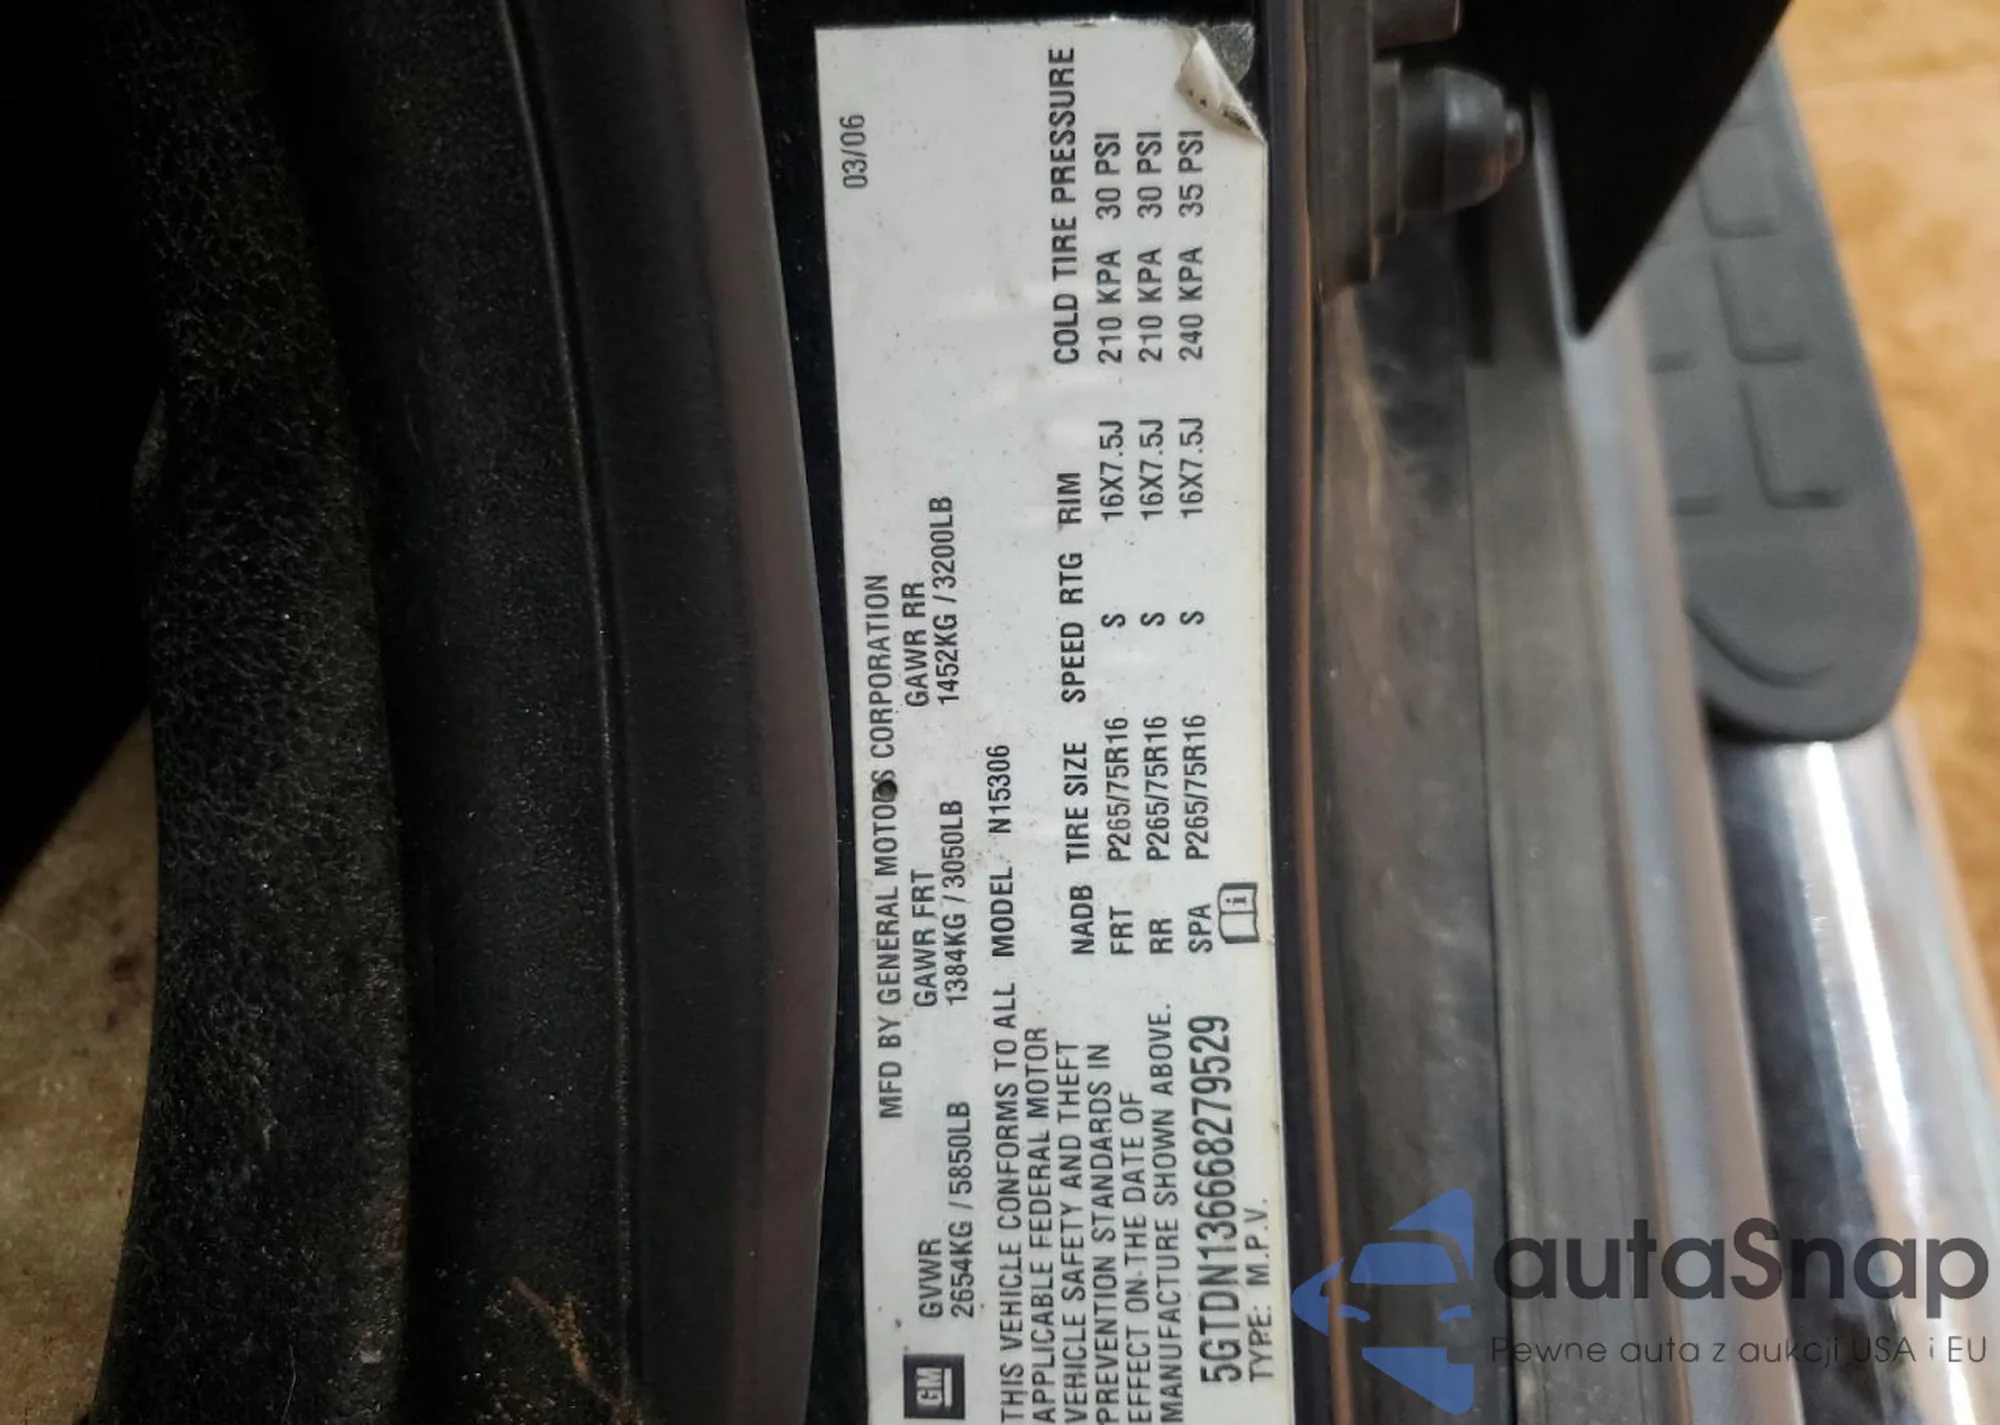 03/06
MFD BY GENERAL MOTORS CORPORATION
GM
GVWR GAWR FRT GAWR RR
2654KG / 5850LB 1384KG / 3050LB 1452KG / 3200LB
THIS VEHICLE CONFORMS TO ALL
APPLICABLE FEDERAL MOTOR
VEHICLE SAFETY AND THEFT
PREVENTION STANDARDS IN
EFFECT ON THE DATE OF
MANUFACTURE SHOWN ABOVE.
5GTDN136668279529
TYPE: M.P.V.
MODEL N15306
NADB TIRE SIZE SPEED RTG RIM COLD TIRE PRESSURE
FRT P265/75R16 S 16X7.5J 210 KPA 30 PSI
RR P265/75R16 S 16X7.5J 210 KPA 30 PSI
SPA P265/75R16 S 16X7.5J 240 KPA 35 PSI
i
autaSnap
Pewne auta z aukcji USA i EU